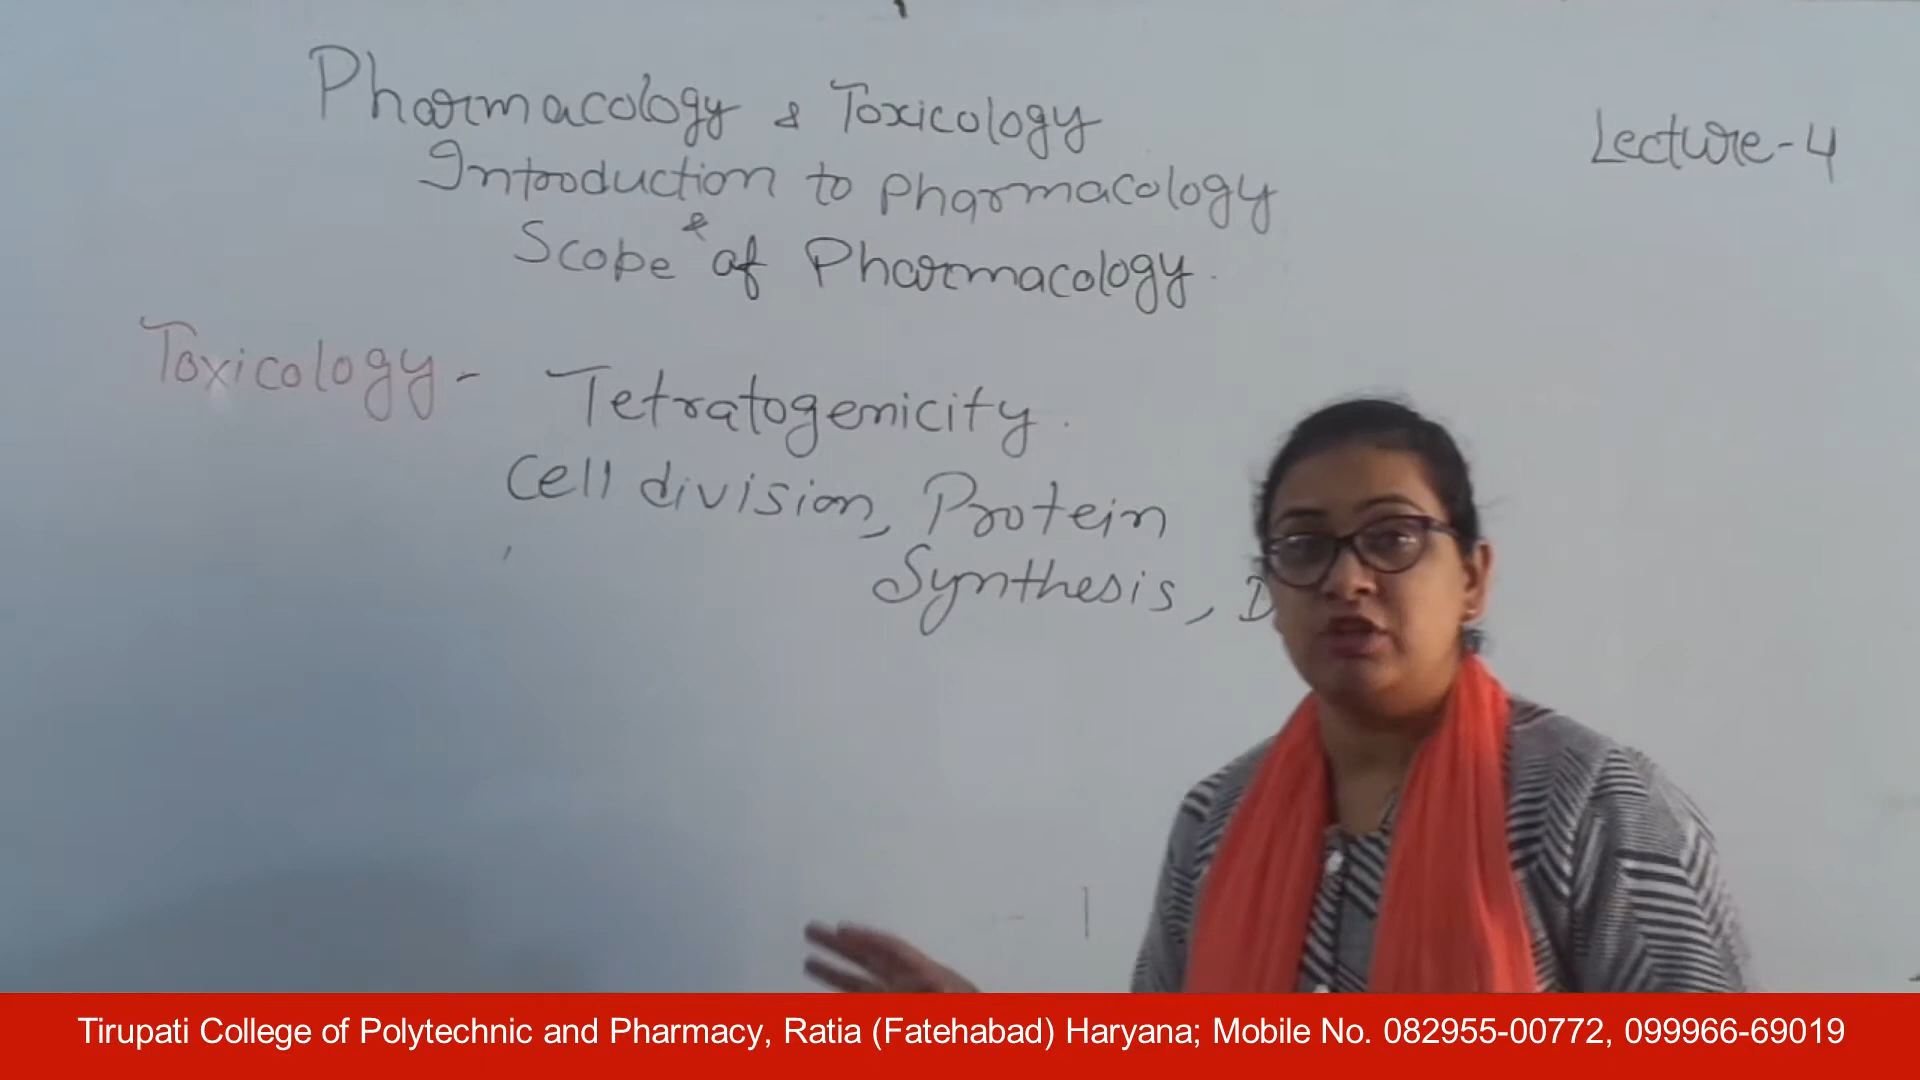 Pharmacology & Toxicology
Lecture-4
Introduction to Pharmacology
&
Scope of Pharmacology.
Toxicology - Tetratogenicity.
Cell division, Protein
Synthesis, D
Tirupati College of Polytechnic and Pharmacy, Ratia (Fatehabad) Haryana; Mobile No. 082955-00772, 099966-69019